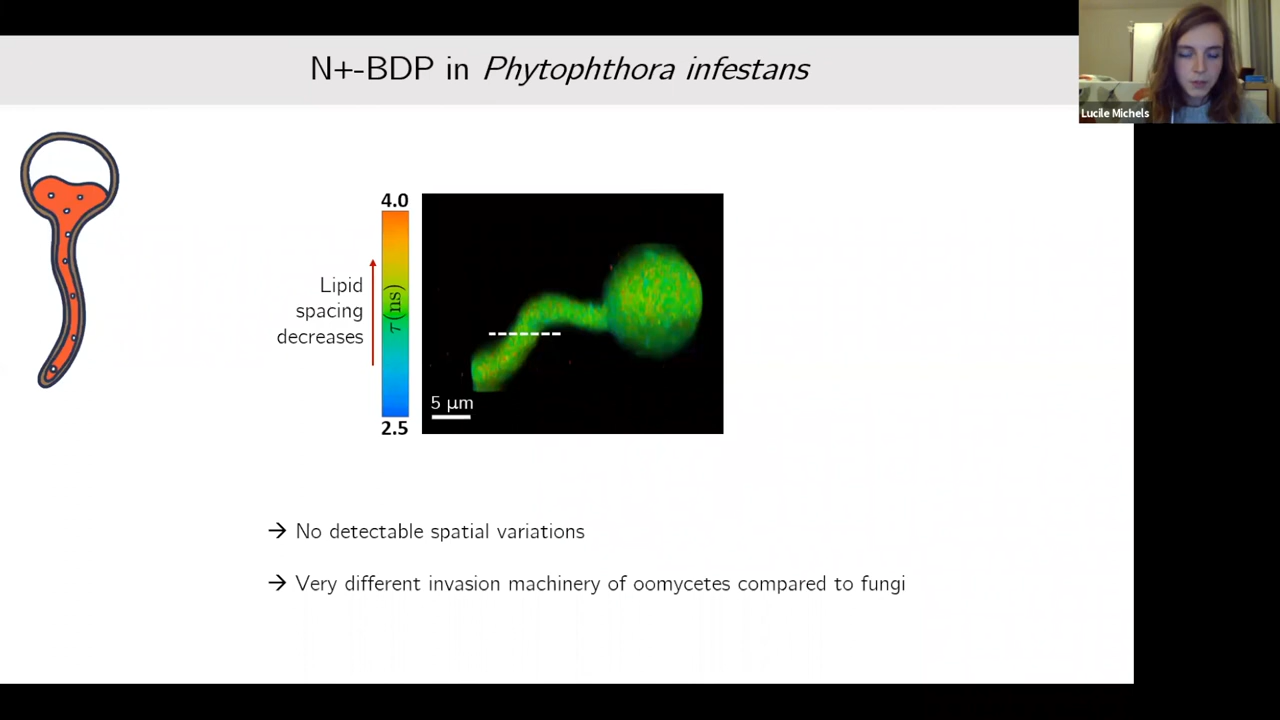 N+-BDP in Phytophthora infestans
Lucile Michels
4.0
Lipid
spacing
decreases
τ (ns)
2.5
5 µm
→ No detectable spatial variations
→ Very different invasion machinery of oomycetes compared to fungi